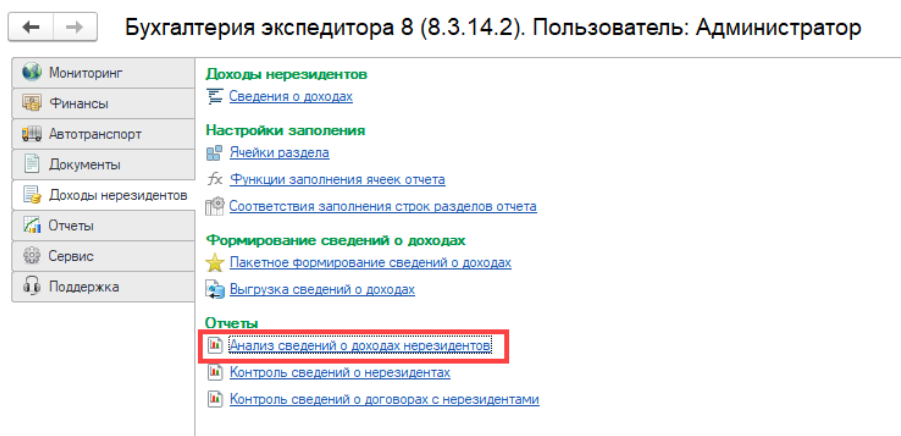 Бухгалтерия экспедитора 8 (8.3.14.2). Пользователь: Администратор
Мониторинг
Финансы
Автотранспорт
Документы
Доходы нерезидентов
Отчеты
Сервис
Поддержка
Доходы нерезидентов
Сведения о доходах
Настройки заполения
Ячейки раздела
fx Функции заполнения ячеек отчета
Соответствия заполнения строк разделов отчета
Формирование сведений о доходах
Пакетное формирование сведений о доходах
Выгрузка сведений о доходах
Отчеты
Анализ сведений о доходах нерезидентов
Контроль сведений о нерезидентах
Контроль сведений о договорах с нерезидентами